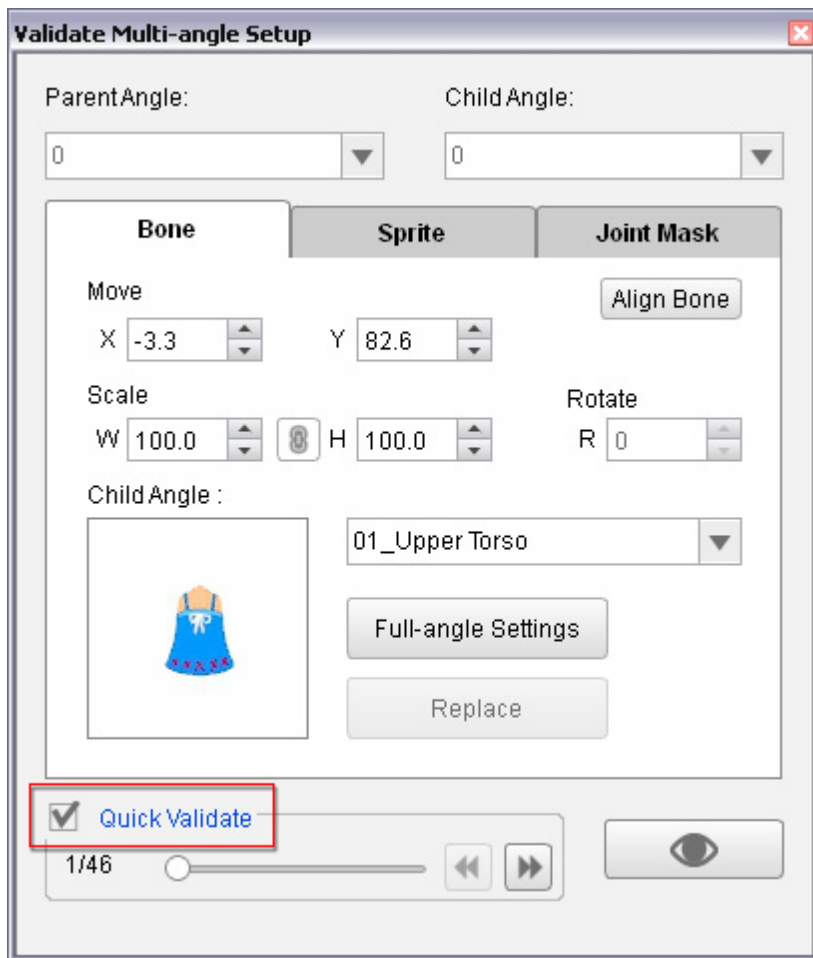 Validate Multi-angle Setup
Parent Angle: Child Angle:
0 0
Bone Sprite Joint Mask
Move Align Bone
X -3.3 Y 82.6
Scale Rotate
W 100.0 H 100.0 R 0
Child Angle :
01_Upper Torso
Full-angle Settings
Replace
Quick Validate
1/46